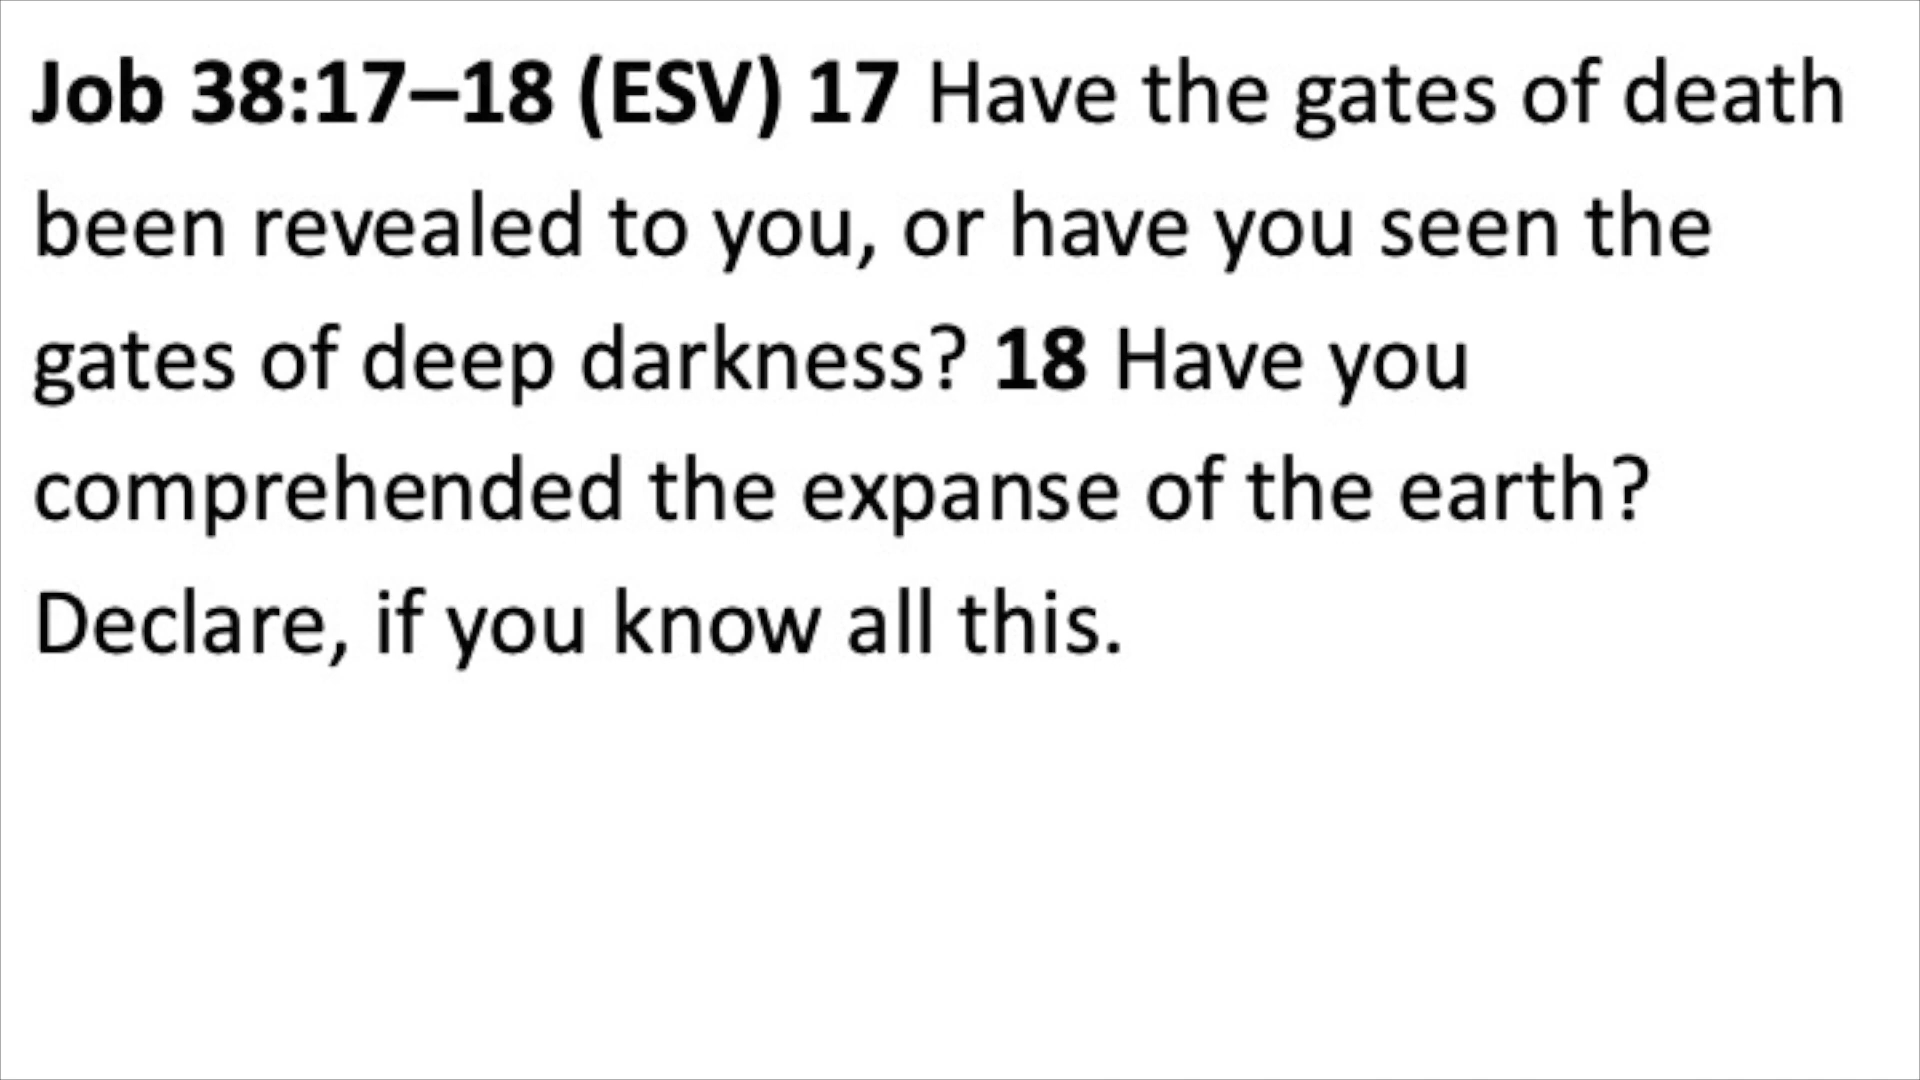 Job 38:17–18 (ESV) 17 Have the gates of death
been revealed to you, or have you seen the
gates of deep darkness? 18 Have you
comprehended the expanse of the earth?
Declare, if you know all this.